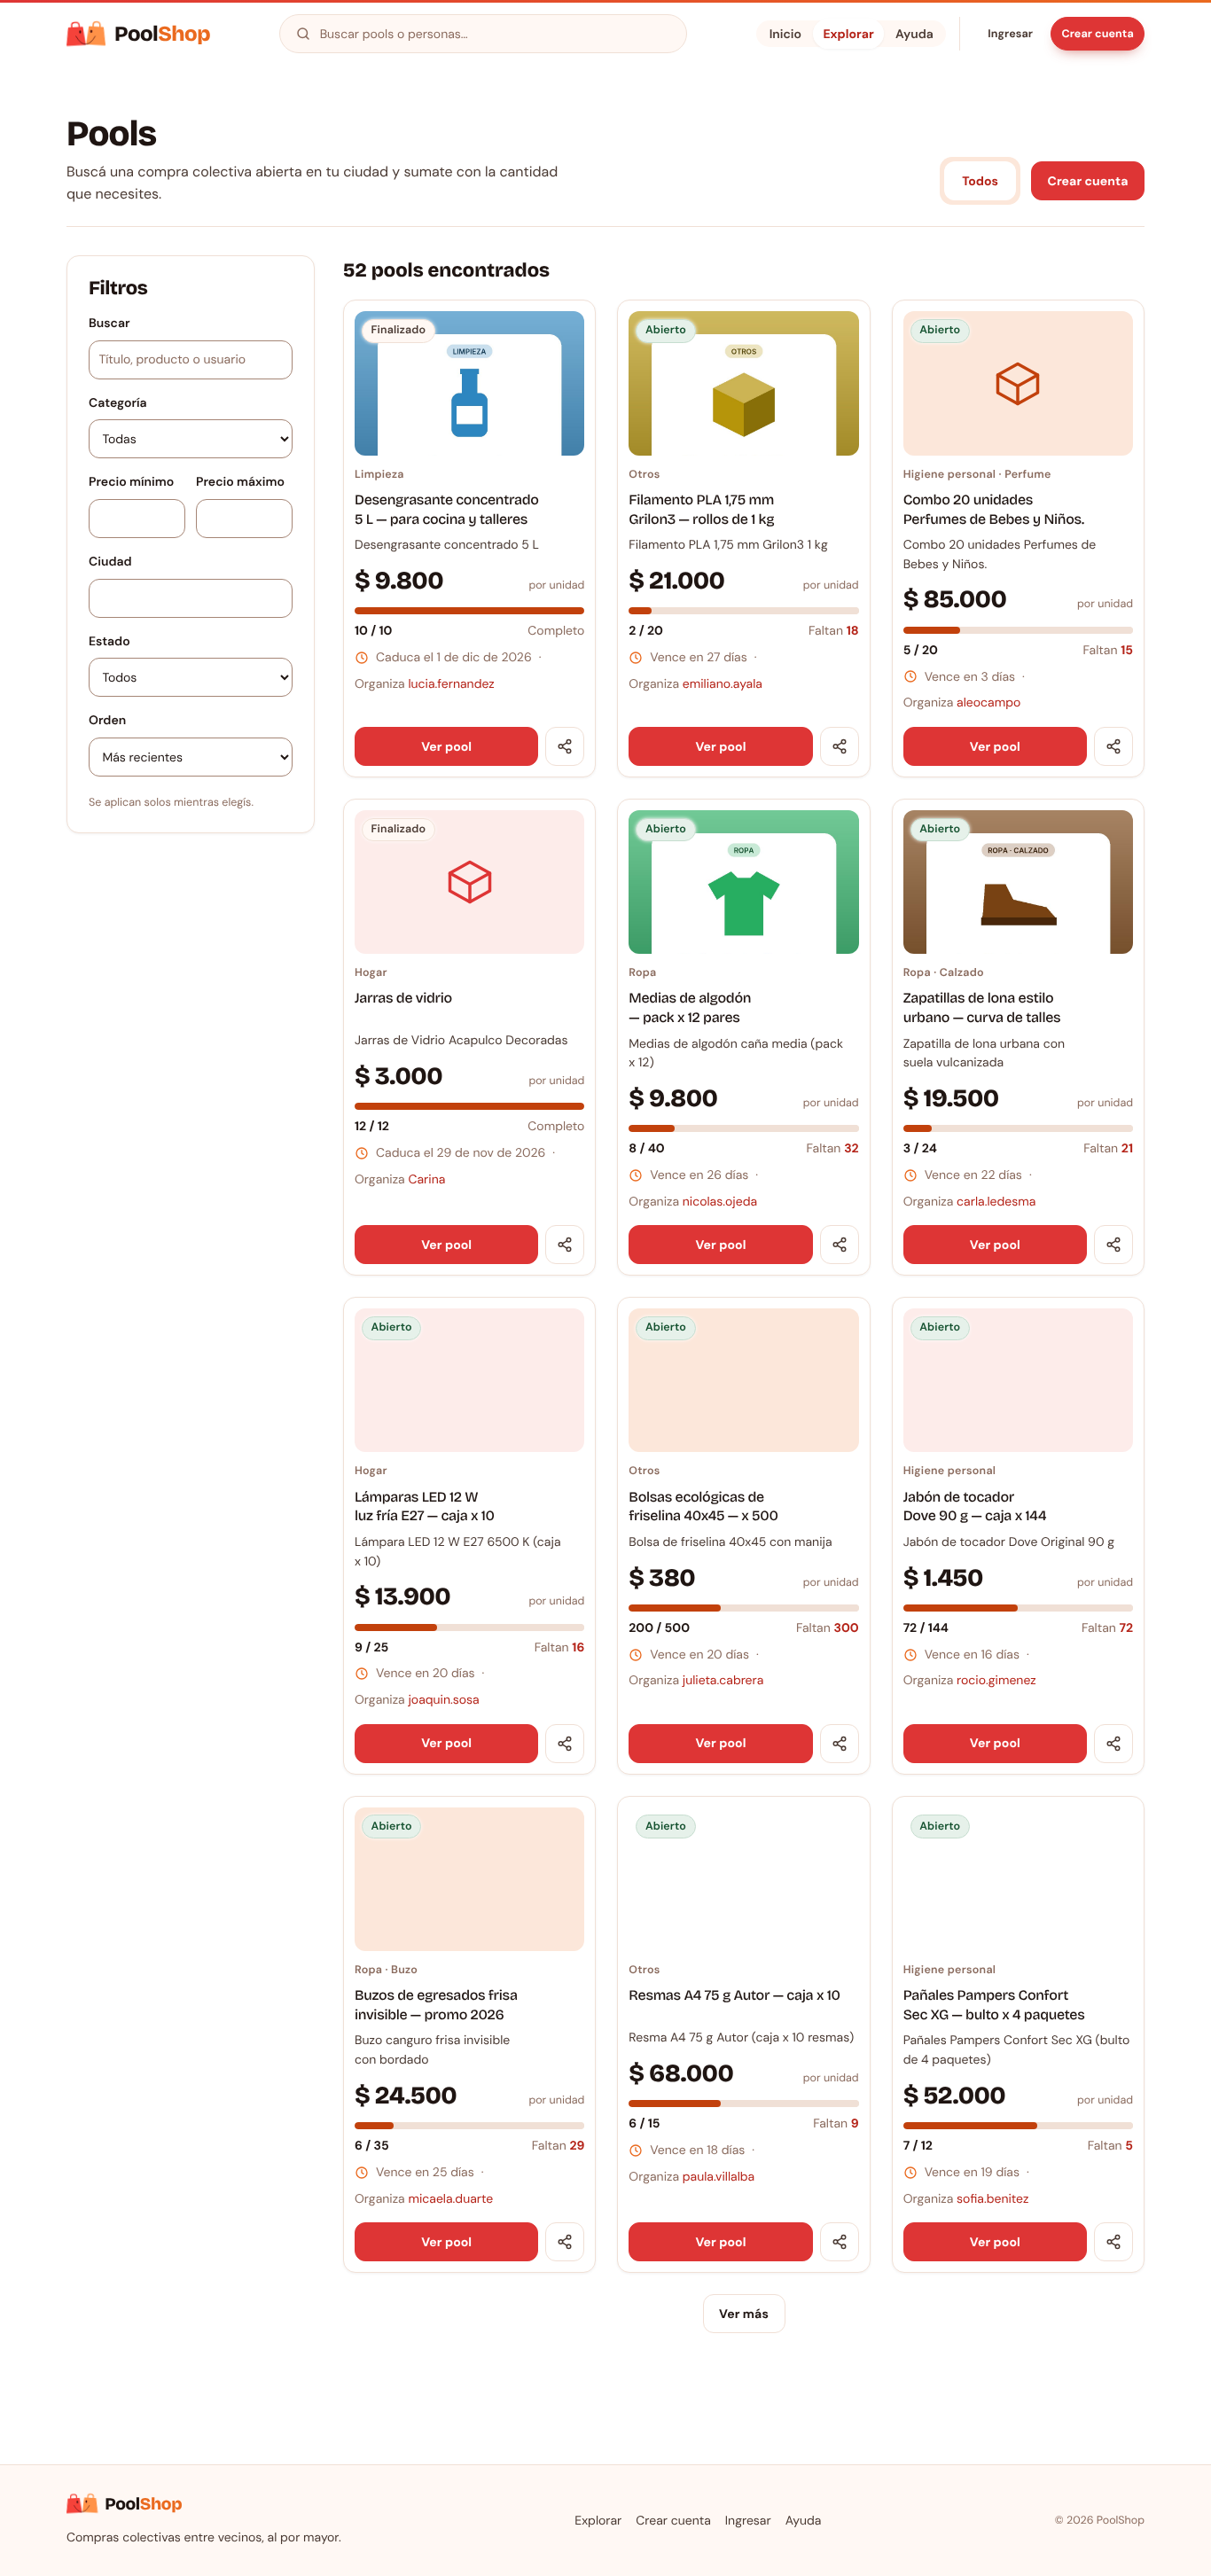 PoolShop
Buscar pools o personas...
Inicio
Explorar
Ayuda
Ingresar
Crear cuenta
Pools
Buscá una compra colectiva abierta en tu ciudad y sumate con la cantidad
que necesites.
Todos
Crear cuenta
Filtros
Buscar
Título, producto o usuario
Categoría
Todas
Precio mínimo
Precio máximo
Ciudad
Estado
Todos
Orden
Más recientes
Se aplican solos mientras elegís.
52 pools encontrados
Finalizado
LIMPIEZA
Limpieza
Desengrasante concentrado
5 L — para cocina y talleres
Desengrasante concentrado 5 L
$ 9.800
por unidad
10 / 10
Completo
Caduca el 1 de dic de 2026 ·
Organiza lucia.fernandez
Ver pool
Abierto
OTROS
Otros
Filamento PLA 1,75 mm
Grilon3 — rollos de 1 kg
Filamento PLA 1,75 mm Grilon3 1 kg
$ 21.000
por unidad
2 / 20
Faltan 18
Vence en 27 días ·
Organiza emiliano.ayala
Ver pool
Abierto
Higiene personal · Perfume
Combo 20 unidades
Perfumes de Bebes y Niños.
Combo 20 unidades Perfumes de
Bebes y Niños.
$ 85.000
por unidad
5 / 20
Faltan 15
Vence en 3 días ·
Organiza aleocampo
Ver pool
Finalizado
Hogar
Jarras de vidrio
Jarras de Vidrio Acapulco Decoradas
$ 3.000
por unidad
12 / 12
Completo
Caduca el 29 de nov de 2026 ·
Organiza Carina
Ver pool
Abierto
ROPA
Ropa
Medias de algodón
— pack x 12 pares
Medias de algodón caña media (pack
x 12)
$ 9.800
por unidad
8 / 40
Faltan 32
Vence en 26 días ·
Organiza nicolas.ojeda
Ver pool
Abierto
ROPA · CALZADO
Ropa · Calzado
Zapatillas de lona estilo
urbano — curva de talles
Zapatilla de lona urbana con
suela vulcanizada
$ 19.500
por unidad
3 / 24
Faltan 21
Vence en 22 días ·
Organiza carla.ledesma
Ver pool
Abierto
Hogar
Lámparas LED 12 W
luz fría E27 — caja x 10
Lámpara LED 12 W E27 6500 K (caja
x 10)
$ 13.900
por unidad
9 / 25
Faltan 16
Vence en 20 días ·
Organiza joaquin.sosa
Ver pool
Abierto
Otros
Bolsas ecológicas de
friselina 40x45 — x 500
Bolsa de friselina 40x45 con manija
$ 380
por unidad
200 / 500
Faltan 300
Vence en 20 días ·
Organiza julieta.cabrera
Ver pool
Abierto
Higiene personal
Jabón de tocador
Dove 90 g — caja x 144
Jabón de tocador Dove Original 90 g
$ 1.450
por unidad
72 / 144
Faltan 72
Vence en 16 días ·
Organiza rocio.gimenez
Ver pool
Abierto
Ropa · Buzo
Buzos de egresados frisa
invisible — promo 2026
Buzo canguro frisa invisible
con bordado
$ 24.500
por unidad
6 / 35
Faltan 29
Vence en 25 días ·
Organiza micaela.duarte
Ver pool
Abierto
Otros
Resmas A4 75 g Autor — caja x 10
Resma A4 75 g Autor (caja x 10 resmas)
$ 68.000
por unidad
6 / 15
Faltan 9
Vence en 18 días ·
Organiza paula.villalba
Ver pool
Abierto
Higiene personal
Pañales Pampers Confort
Sec XG — bulto x 4 paquetes
Pañales Pampers Confort Sec XG (bulto
de 4 paquetes)
$ 52.000
por unidad
7 / 12
Faltan 5
Vence en 19 días ·
Organiza sofia.benitez
Ver pool
Ver más
PoolShop
Compras colectivas entre vecinos, al por mayor.
Explorar
Crear cuenta
Ingresar
Ayuda
© 2026 PoolShop